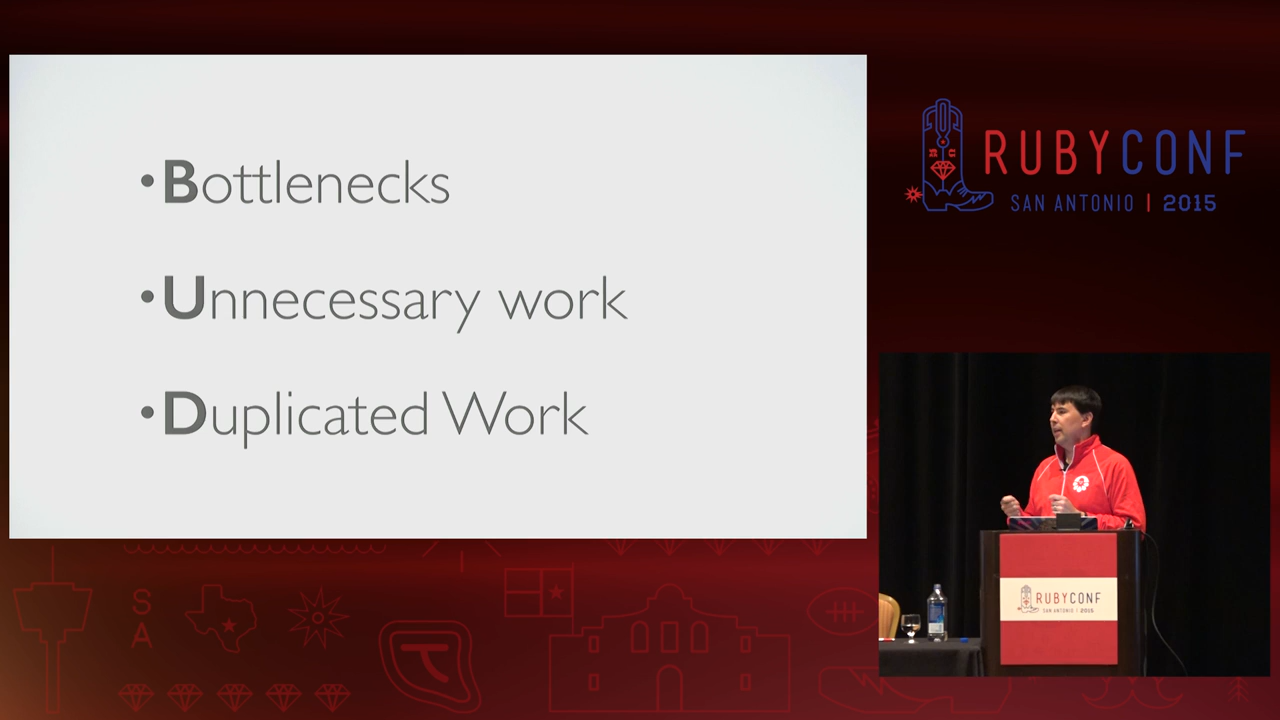 •Bottlenecks
•Unnecessary work
•Duplicated Work
RUBYCONF
SAN ANTONIO | 2015
RUBYCONF
SAN ANTONIO | 2015
S
A